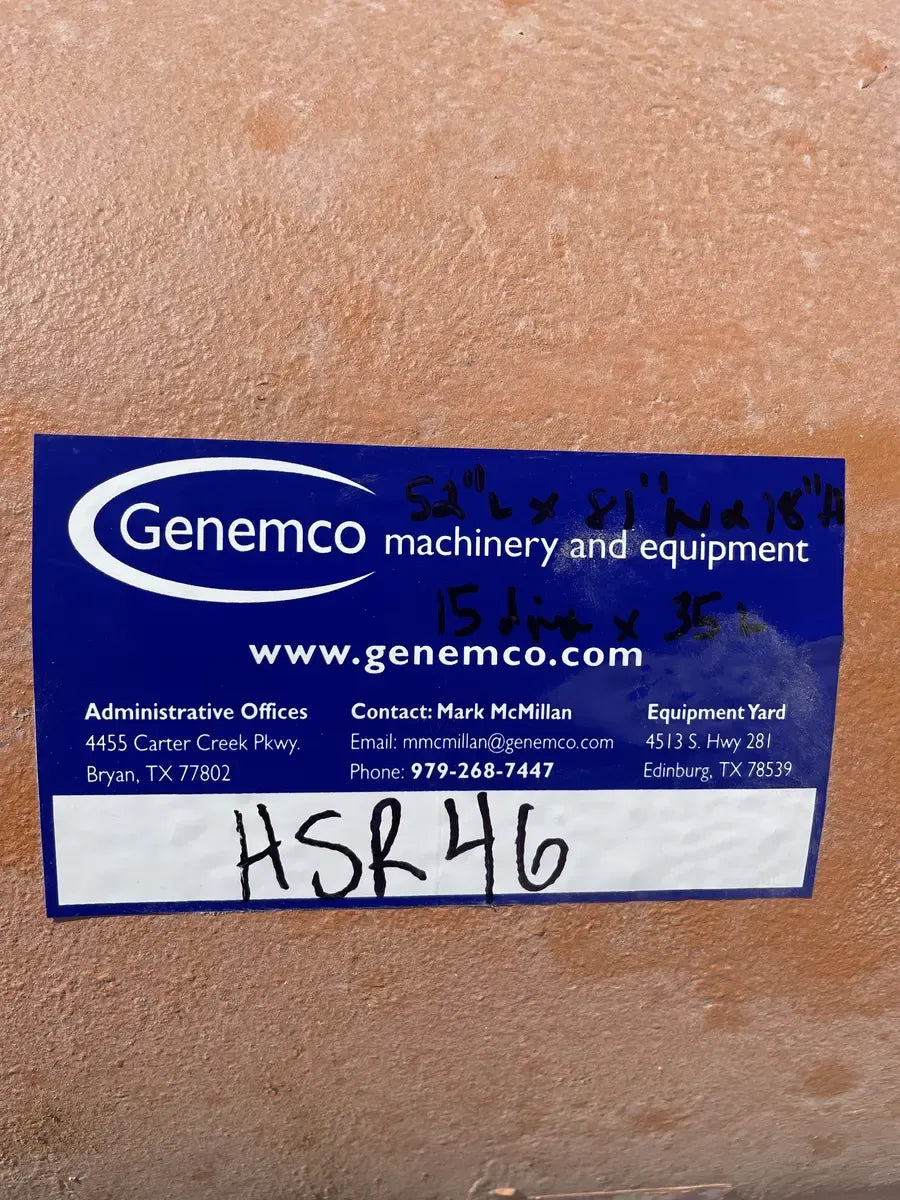 52" L x 81" W x 18" H
Genemco machinery and equipment
15 dia x 35 L
www.genemco.com
Administrative Offices
4455 Carter Creek Pkwy.
Bryan, TX 77802
Contact: Mark McMillan
Email: mmcmillan@genemco.com
Phone: 979-268-7447
Equipment Yard
4513 S. Hwy 281
Edinburg, TX 78539
HSR46